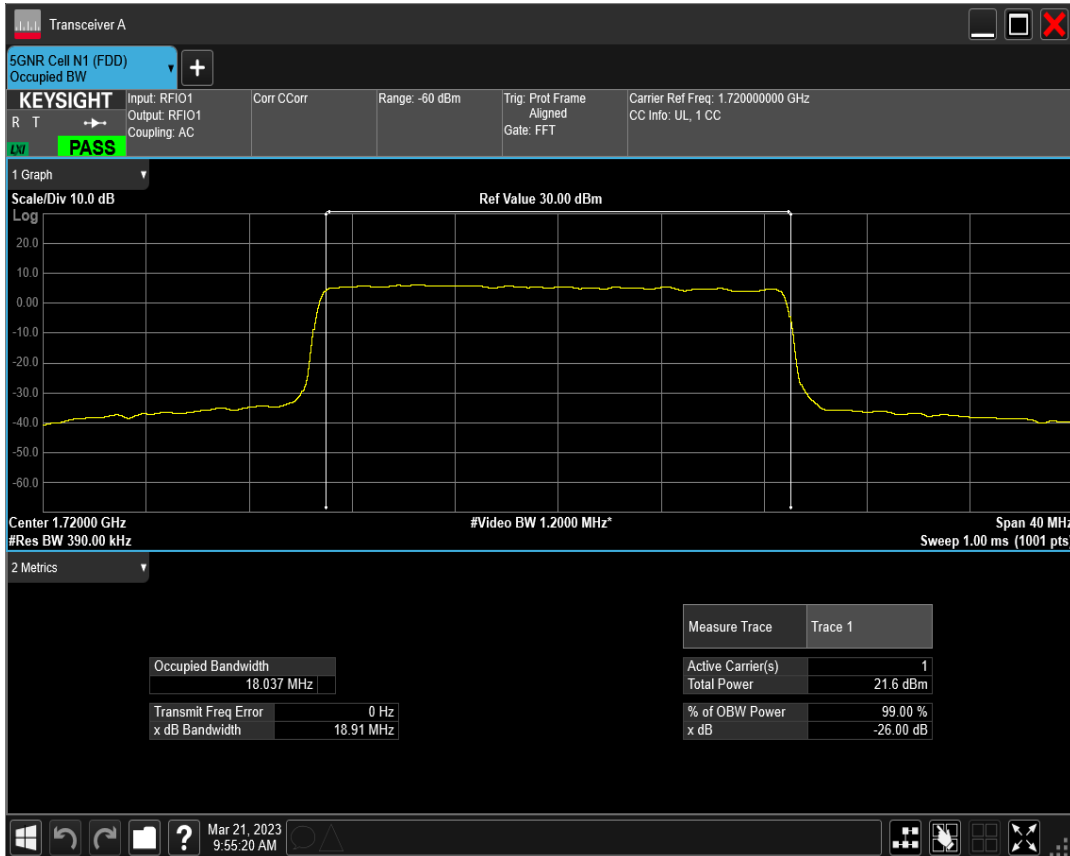 Transceiver A
5GNR Cell N1 (FDD)
Occupied BW
+
KEYSIGHT
R T
LXI
PASS
Input: RFIO1
Output: RFIO1
Coupling: AC
Corr CCorr
Range: -60 dBm
Trig: Prot Frame
Aligned
Gate: FFT
Carrier Ref Freq: 1.720000000 GHz
CC Info: UL, 1 CC
1 Graph
Scale/Div 10.0 dB
Ref Value 30.00 dBm
Log
20.0
10.0
0.00
-10.0
-20.0
-30.0
-40.0
-50.0
-60.0
Center 1.72000 GHz
#Video BW 1.2000 MHz*
Span 40 MHz
#Res BW 390.00 kHz
Sweep 1.00 ms (1001 pts)
2 Metrics
Measure Trace Trace 1
Occupied Bandwidth
18.037 MHz
Transmit Freq Error 0 Hz
x dB Bandwidth 18.91 MHz
Active Carrier(s) 1
Total Power 21.6 dBm
% of OBW Power 99.00 %
x dB -26.00 dB
?
Mar 21, 2023
9:55:20 AM